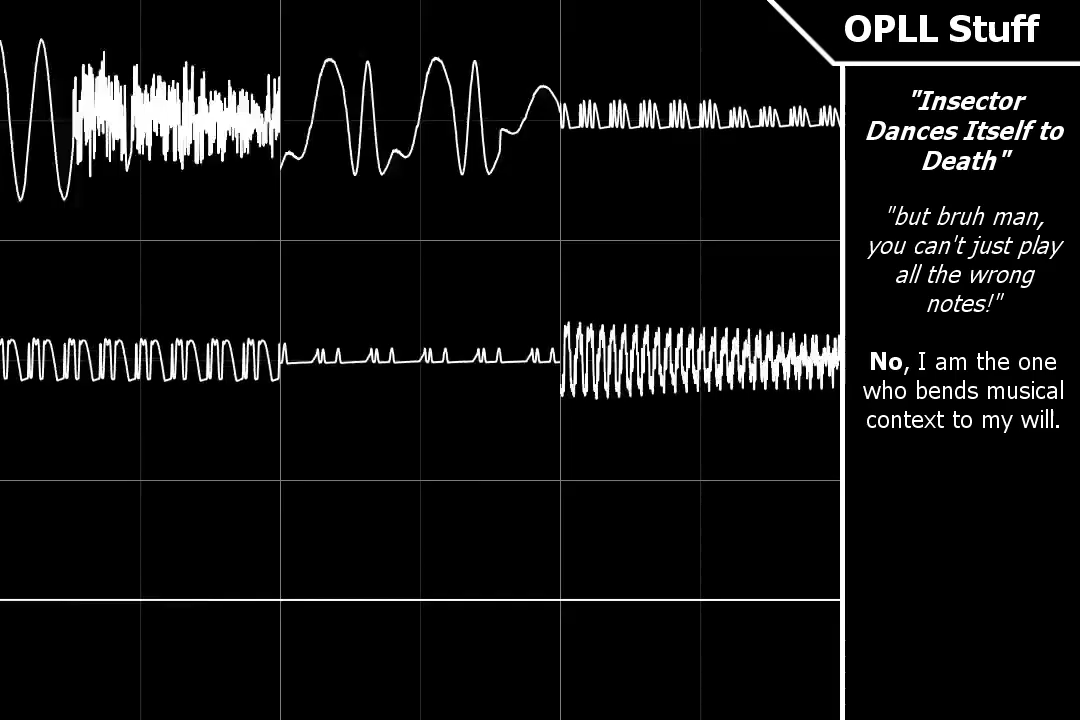 OPLL Stuff
"Insector
Dances Itself to
Death"
"but bruh man,
you can't just play
all the wrong
notes!"
No, I am the one
who bends musical
context to my will.